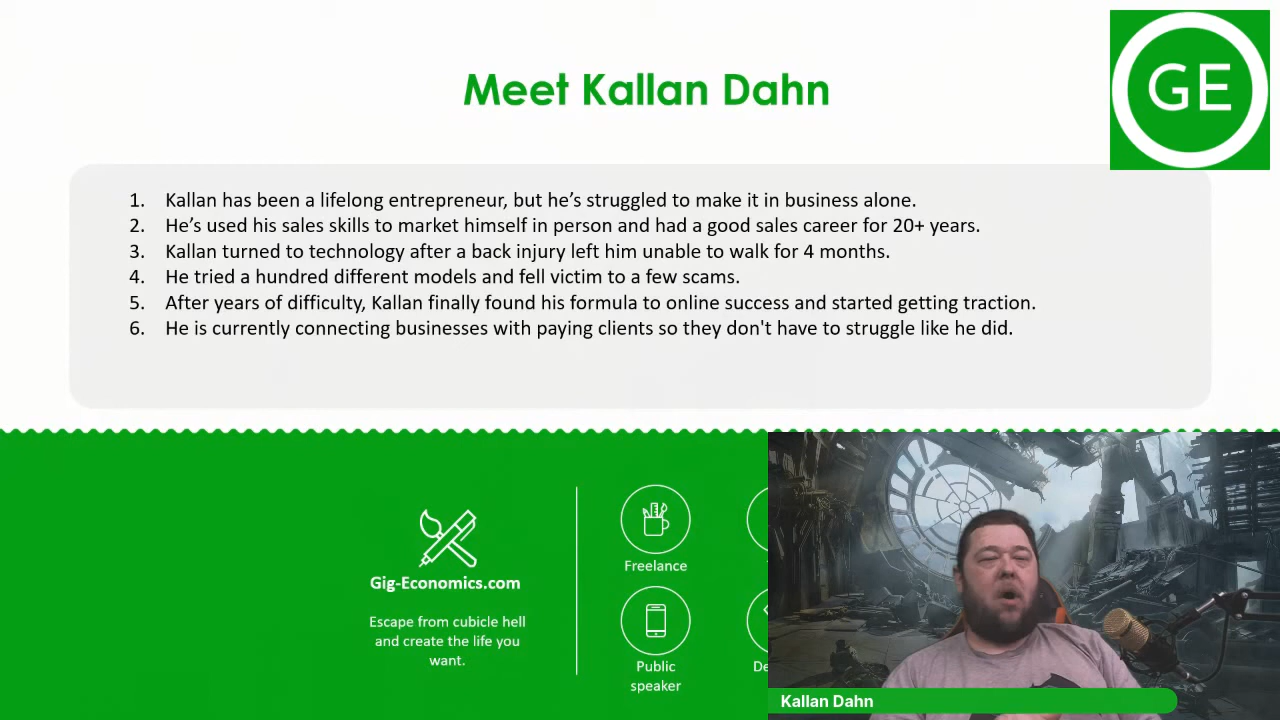 Meet Kallan Dahn
GE
1. Kallan has been a lifelong entrepreneur, but he’s struggled to make it in business alone.
2. He’s used his sales skills to market himself in person and had a good sales career for 20+ years.
3. Kallan turned to technology after a back injury left him unable to walk for 4 months.
4. He tried a hundred different models and fell victim to a few scams.
5. After years of difficulty, Kallan finally found his formula to online success and started getting traction.
6. He is currently connecting businesses with paying clients so they don't have to struggle like he did.
Gig-Economics.com
Escape from cubicle hell
and create the life you
want.
Freelance
Public
speaker
Kallan Dahn